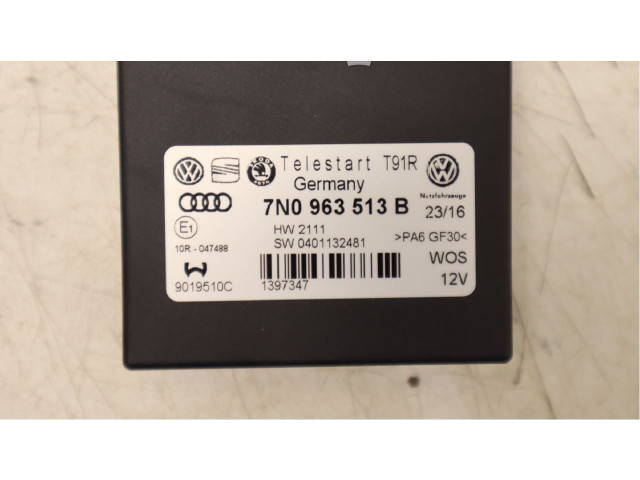 Telestart T91R
Germany
Nutzfahrzeuge
7N0 963 513 B
23/16
E1
HW 2111
SW 0401132481
>PA6 GF30<
10R - 047488
WOS
9019510C
1397347
12V